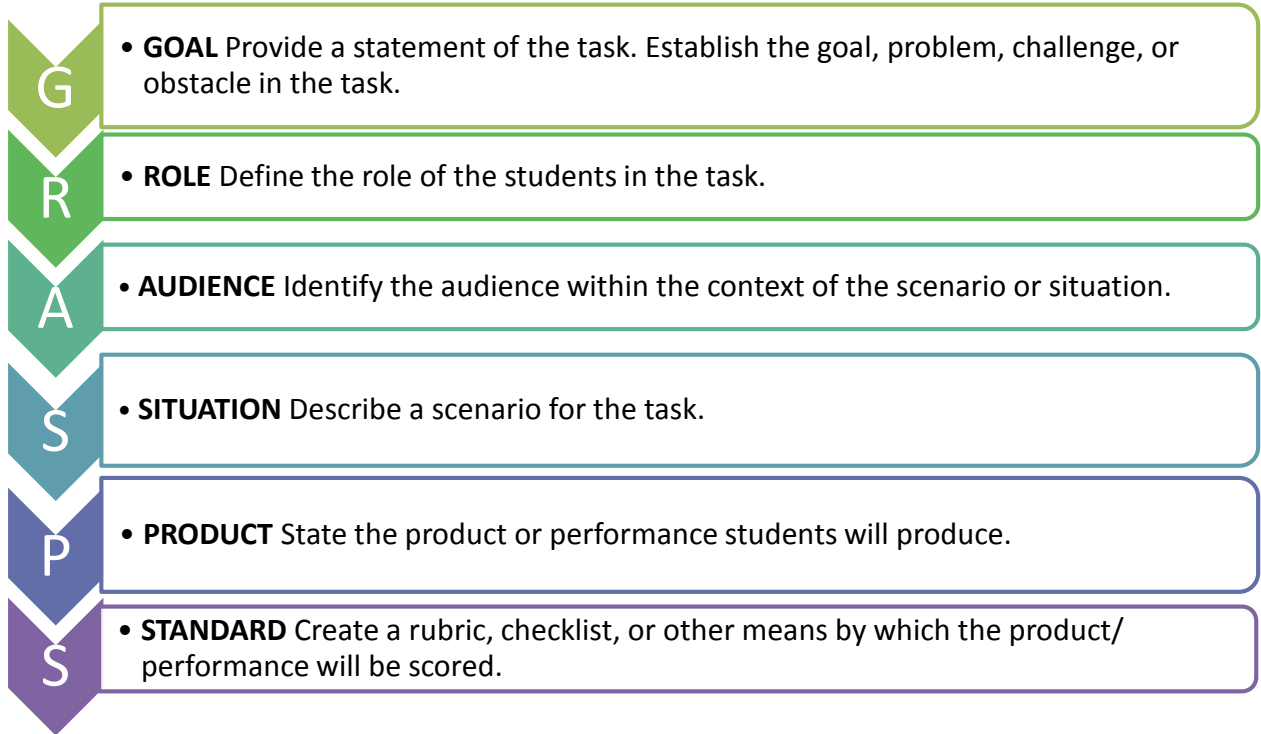 G
• GOAL Provide a statement of the task. Establish the goal, problem, challenge, or
obstacle in the task.
R
• ROLE Define the role of the students in the task.
A
• AUDIENCE Identify the audience within the context of the scenario or situation.
S
• SITUATION Describe a scenario for the task.
P
• PRODUCT State the product or performance students will produce.
S
• STANDARD Create a rubric, checklist, or other means by which the product/
performance will be scored.